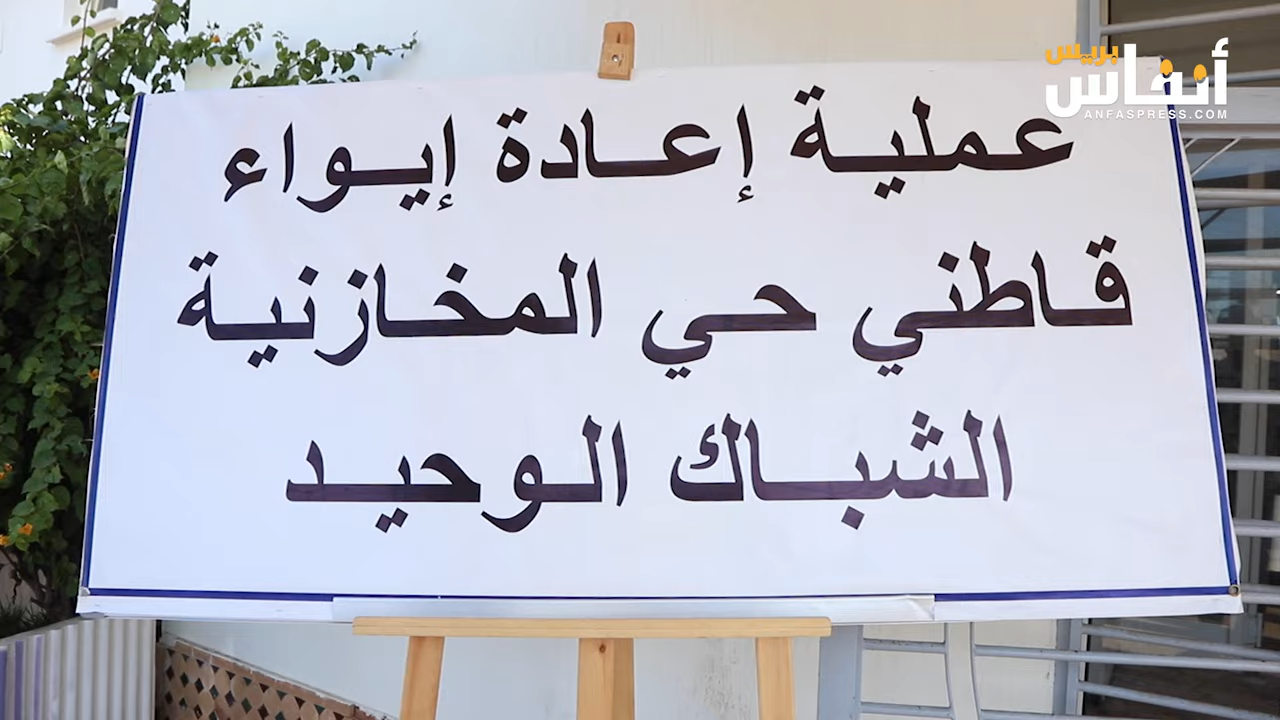 أنفاس بريس
ANFASPRESS.COM
عملية إعادة إيواء
قاطني حي المخازنية
الشباك الوحيد